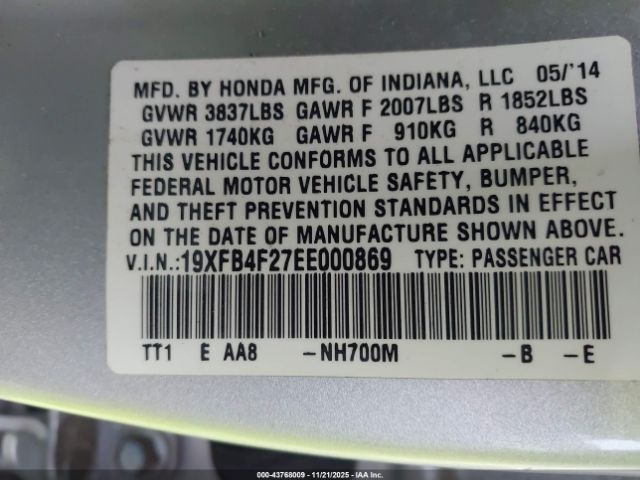 MFD. BY HONDA MFG. OF INDIANA, LLC 05/'14
GVWR 3837LBS GAWR F 2007LBS R 1852LBS
GVWR 1740KG GAWR F 910KG R 840KG
THIS VEHICLE CONFORMS TO ALL APPLICABLE
FEDERAL MOTOR VEHICLE SAFETY, BUMPER,
AND THEFT PREVENTION STANDARDS IN EFFECT
ON THE DATE OF MANUFACTURE SHOWN ABOVE.
V.I.N.:19XFB4F27EE000869 TYPE: PASSENGER CAR
TT1 E AA8 -NH700M -B -E
000-43768009 - 11/21/2025 - IAA Inc.